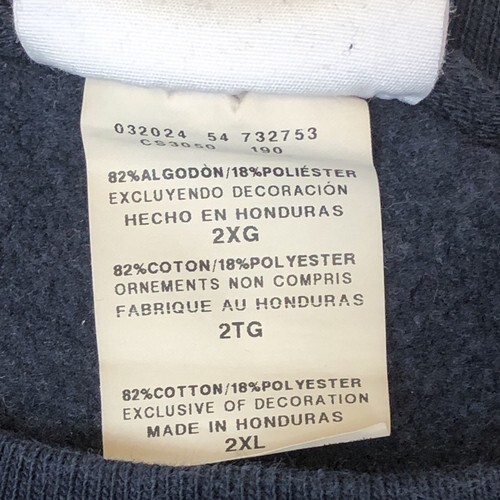 032024 54 732753
CS3050 190
82%ALGODÒN/18%POLIÉSTER
EXCLUYENDO DECORACIÓN
HECHO EN HONDURAS
2XG
82%COTON/18%POLYESTER
ORNEMENTS NON COMPRIS
FABRIQUE AU HONDURAS
2TG
82%COTTON/18%POLYESTER
EXCLUSIVE OF DECORATION
MADE IN HONDURAS
2XL